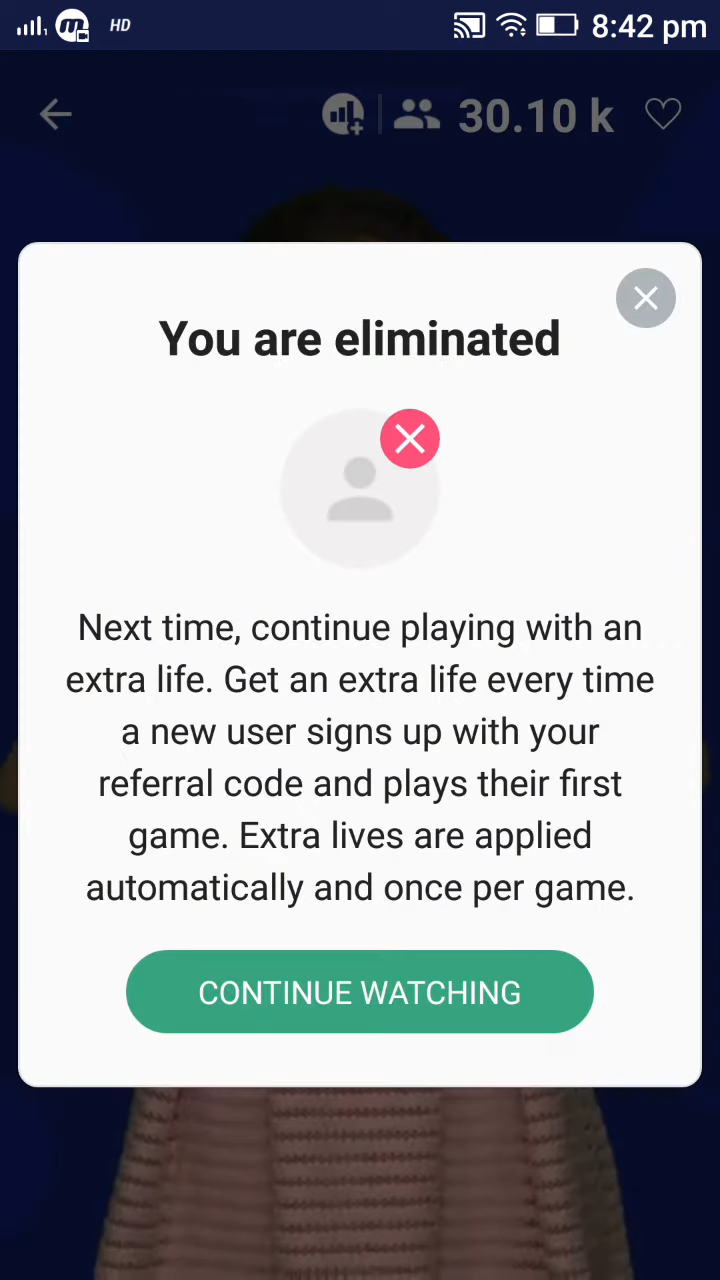 HD 8:42 pm
30.10 k
You are eliminated
Next time, continue playing with an
extra life. Get an extra life every time
a new user signs up with your
referral code and plays their first
game. Extra lives are applied
automatically and once per game.
CONTINUE WATCHING